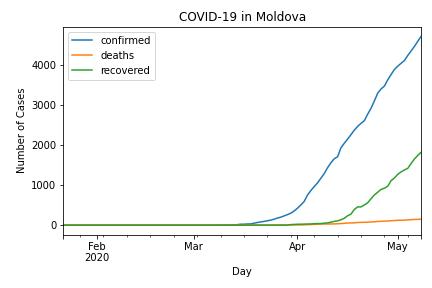 COVID-19 in Moldova
confirmed
deaths
recovered
Number of Cases
4000
3000
2000
1000
0
Feb
2020
Mar
Apr
May
Day